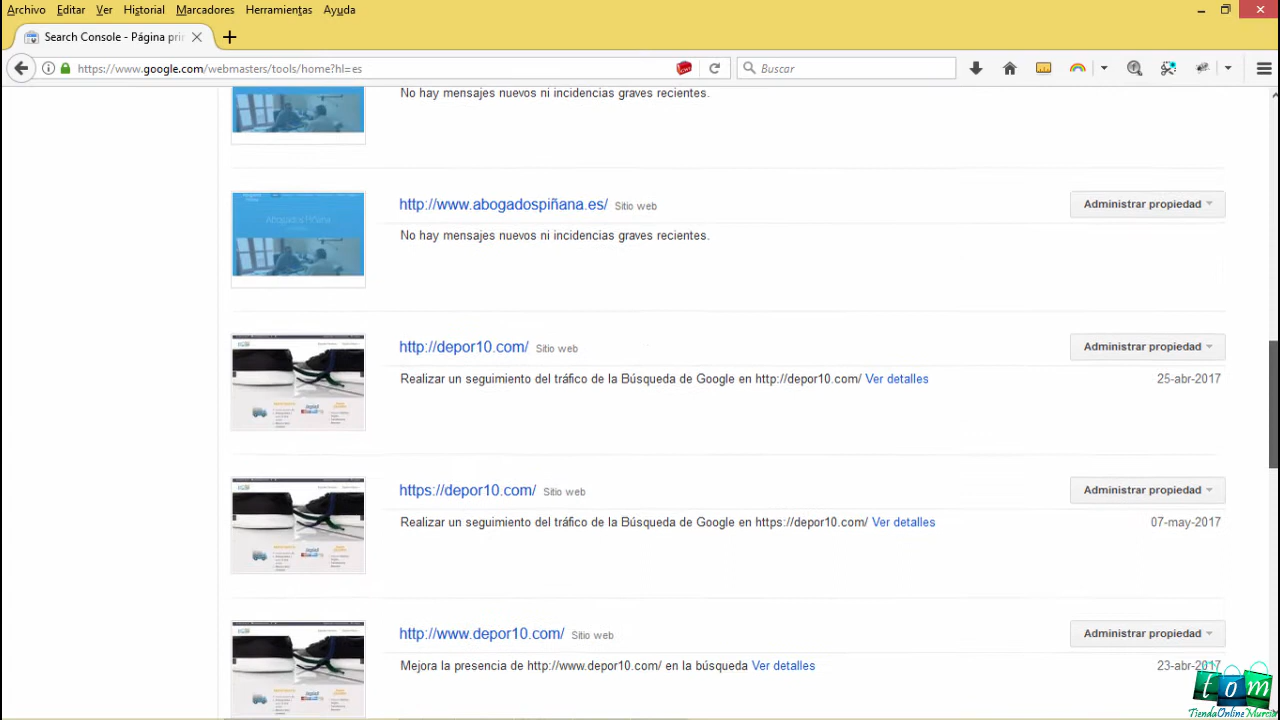 Archivo Editar Ver Historial Marcadores Herramientas Ayuda
Search Console - Página prin
https://www.google.com/webmasters/tools/home?hl=es
Buscar
No hay mensajes nuevos ni incidencias graves recientes.
http://www.abogadospiñana.es/ Sitio web Administrar propiedad
No hay mensajes nuevos ni incidencias graves recientes.
Abogados Piñana
http://depor10.com/ Sitio web Administrar propiedad
Realizar un seguimiento del tráfico de la Búsqueda de Google en http://depor10.com/ Ver detalles 25-abr-2017
https://depor10.com/ Sitio web Administrar propiedad
Realizar un seguimiento del tráfico de la Búsqueda de Google en https://depor10.com/ Ver detalles 07-may-2017
http://www.depor10.com/ Sitio web Administrar propiedad
Mejora la presencia de http://www.depor10.com/ en la búsqueda Ver detalles 23-abr-2017
tom
TiendaOnlineMurcia